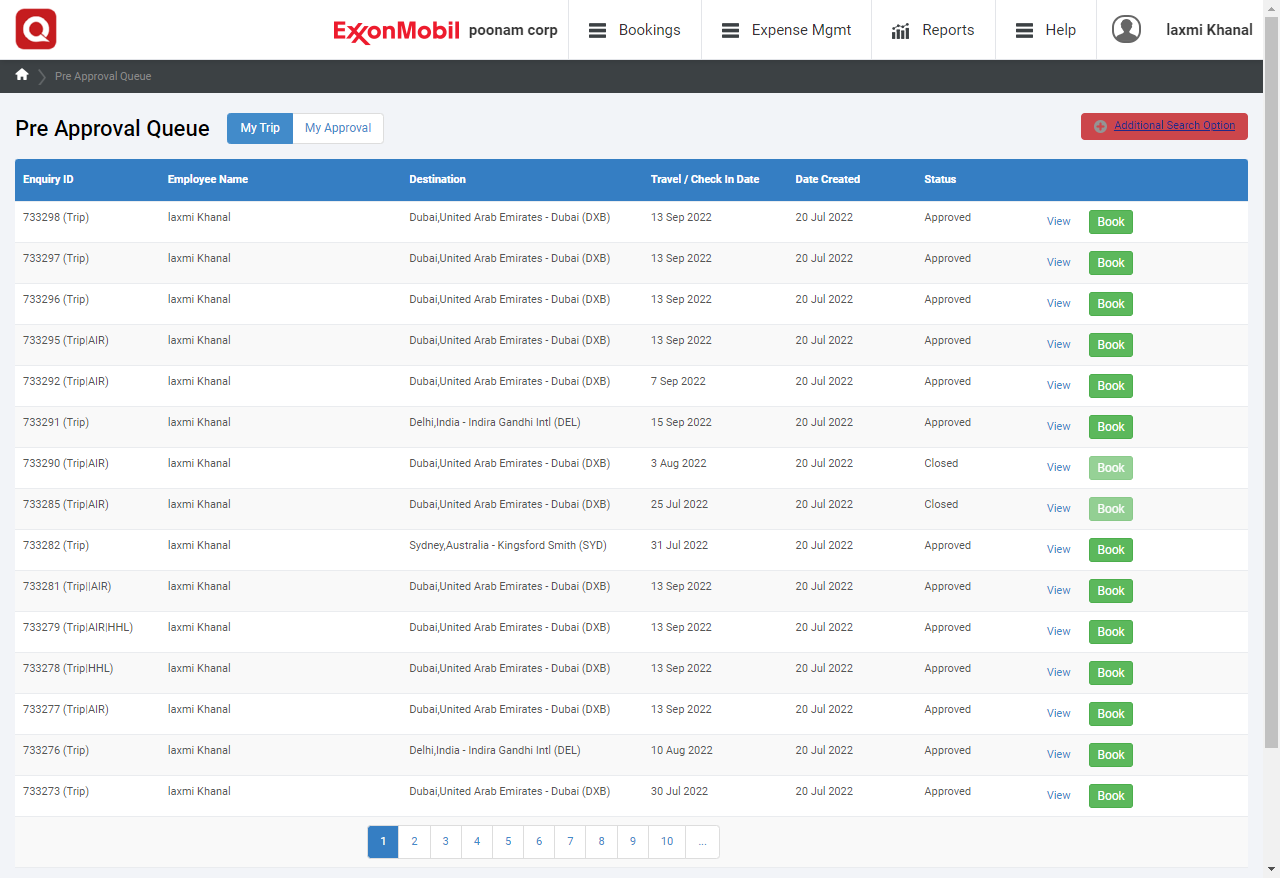 Q
ExxonMobil poonam corp Bookings Expense Mgmt Reports Help laxmi Khanal
Pre Approval Queue
Pre Approval Queue My Trip My Approval Additional Search Option
Enquiry ID Employee Name Destination Travel / Check In Date Date Created Status
733298 (Trip) laxmi Khanal Dubai,United Arab Emirates - Dubai (DXB) 13 Sep 2022 20 Jul 2022 Approved View Book
733297 (Trip) laxmi Khanal Dubai,United Arab Emirates - Dubai (DXB) 13 Sep 2022 20 Jul 2022 Approved View Book
733296 (Trip) laxmi Khanal Dubai,United Arab Emirates - Dubai (DXB) 13 Sep 2022 20 Jul 2022 Approved View Book
733295 (Trip|AIR) laxmi Khanal Dubai,United Arab Emirates - Dubai (DXB) 13 Sep 2022 20 Jul 2022 Approved View Book
733292 (Trip|AIR) laxmi Khanal Dubai,United Arab Emirates - Dubai (DXB) 7 Sep 2022 20 Jul 2022 Approved View Book
733291 (Trip) laxmi Khanal Delhi,India - Indira Gandhi Intl (DEL) 15 Sep 2022 20 Jul 2022 Approved View Book
733290 (Trip|AIR) laxmi Khanal Dubai,United Arab Emirates - Dubai (DXB) 3 Aug 2022 20 Jul 2022 Closed View Book
733285 (Trip|AIR) laxmi Khanal Dubai,United Arab Emirates - Dubai (DXB) 25 Jul 2022 20 Jul 2022 Closed View Book
733282 (Trip) laxmi Khanal Sydney,Australia - Kingsford Smith (SYD) 31 Jul 2022 20 Jul 2022 Approved View Book
733281 (Trip||AIR) laxmi Khanal Dubai,United Arab Emirates - Dubai (DXB) 13 Sep 2022 20 Jul 2022 Approved View Book
733279 (Trip|AIR|HHL) laxmi Khanal Dubai,United Arab Emirates - Dubai (DXB) 13 Sep 2022 20 Jul 2022 Approved View Book
733278 (Trip|HHL) laxmi Khanal Dubai,United Arab Emirates - Dubai (DXB) 13 Sep 2022 20 Jul 2022 Approved View Book
733277 (Trip|AIR) laxmi Khanal Dubai,United Arab Emirates - Dubai (DXB) 13 Sep 2022 20 Jul 2022 Approved View Book
733276 (Trip) laxmi Khanal Delhi,India - Indira Gandhi Intl (DEL) 10 Aug 2022 20 Jul 2022 Approved View Book
733273 (Trip) laxmi Khanal Dubai,United Arab Emirates - Dubai (DXB) 30 Jul 2022 20 Jul 2022 Approved View Book
1 2 3 4 5 6 7 8 9 10 ...